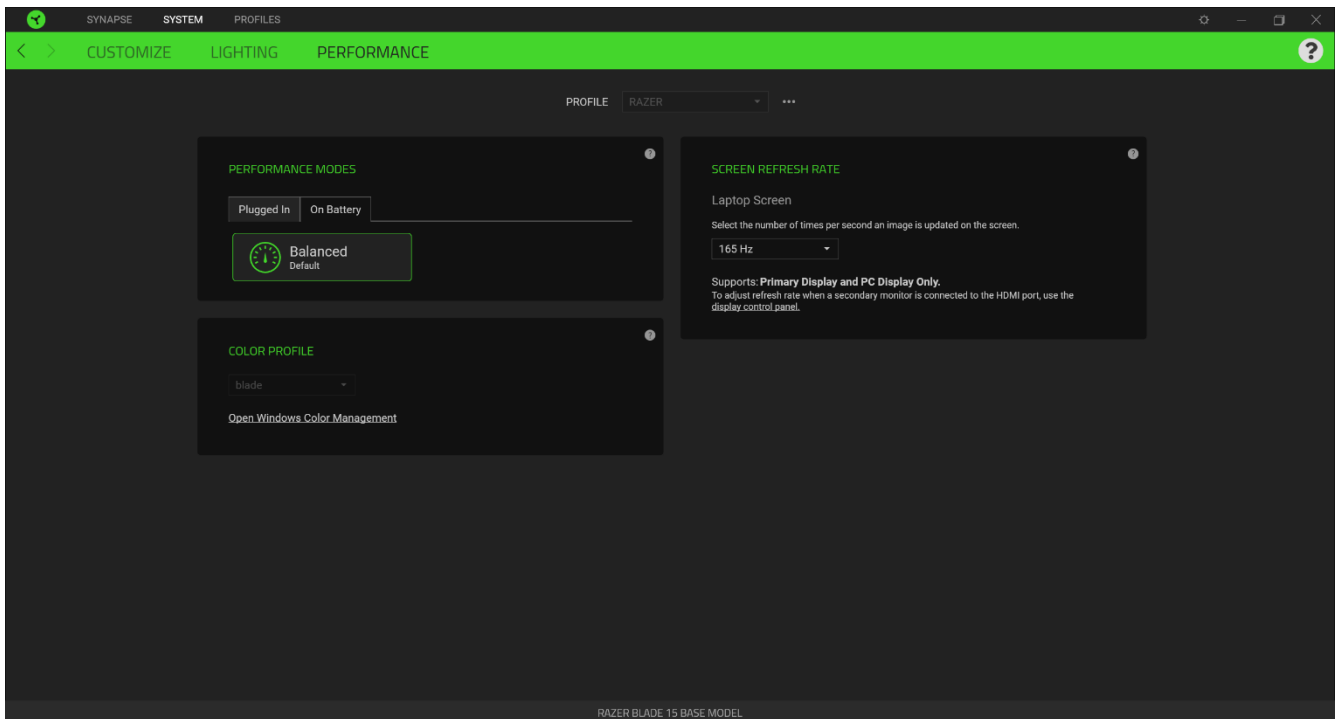 SYNAPSE SYSTEM PROFILES
CUSTOMIZE LIGHTING PERFORMANCE ?
PROFILE RAZER
PERFORMANCE MODES ?
Plugged In On Battery
Balanced
Default
COLOR PROFILE ?
blade
Open Windows Color Management
SCREEN REFRESH RATE ?
Laptop Screen
Select the number of times per second an image is updated on the screen.
165 Hz
Supports: Primary Display and PC Display Only.
To adjust refresh rate when a secondary monitor is connected to the HDMI port, use the
display control panel.
RAZER BLADE 15 BASE MODEL